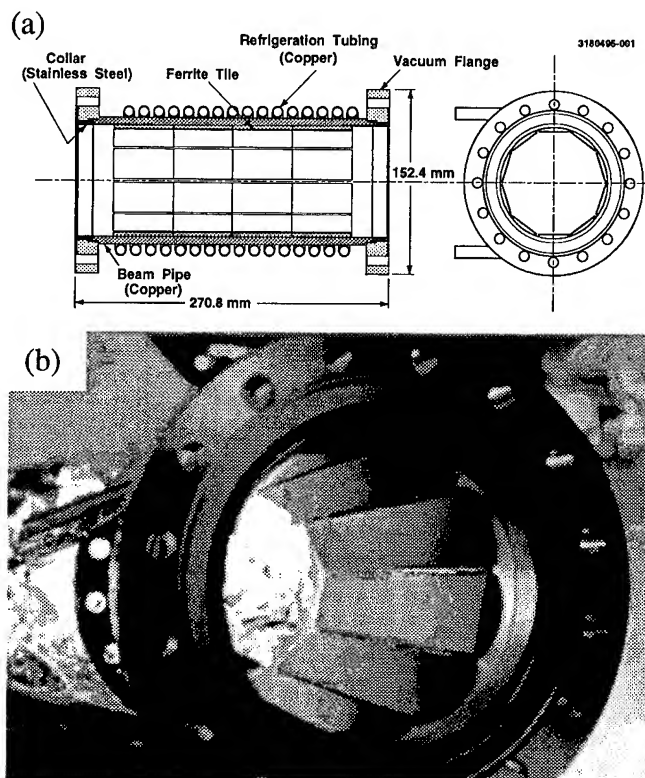 (a)
Refrigeration Tubing
(Copper)
3180496-001
Collar
(Stainless Steel)
Ferrite Tile
Vacuum Flange
152.4 mm
Beam Pipe
(Copper)
270.8 mm
(b)